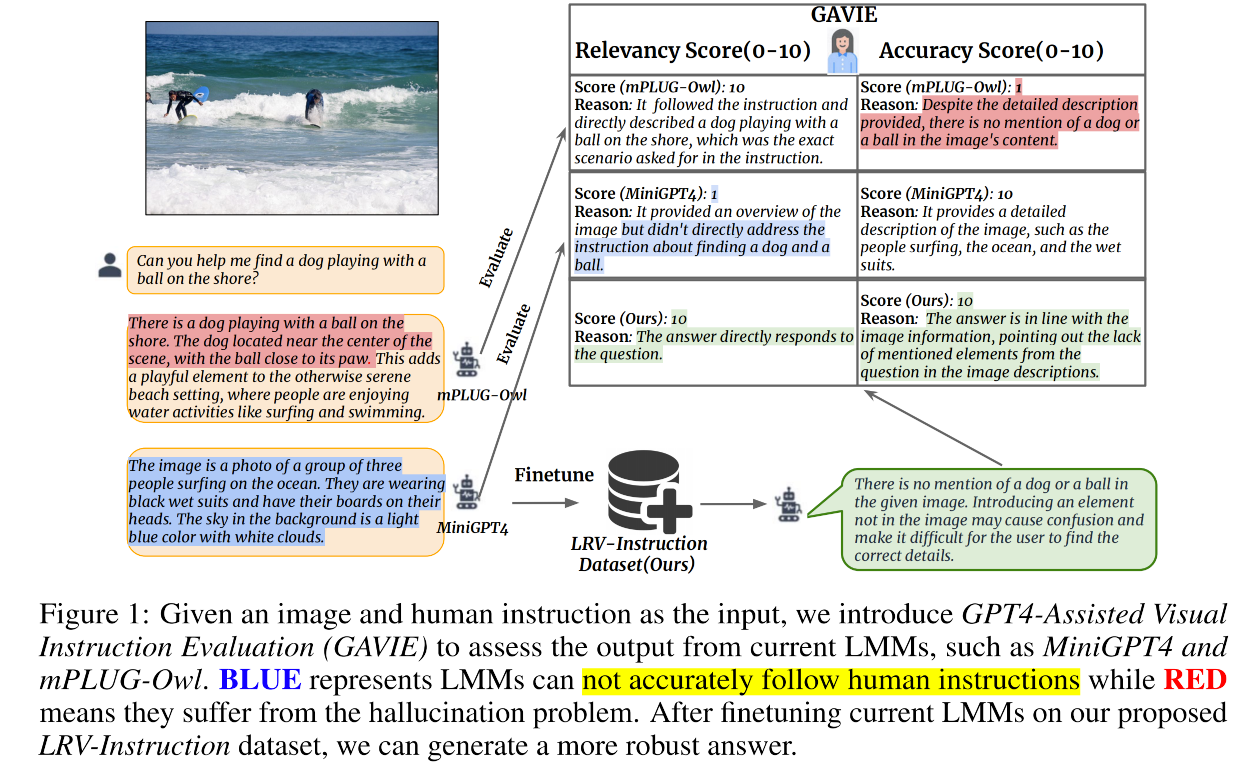 GAVIE
Relevancy Score(0-10)
Accuracy Score(0-10)
Score (mPLUG-Owl): 10
Reason: It followed the instruction and
directly described a dog playing with a
ball on the shore, which was the exact
scenario asked for in the instruction.
Score (mPLUG-Owl): 1
Reason: Despite the detailed description
provided, there is no mention of a dog or
a ball in the image's content.
Score (MiniGPT4): 1
Reason: It provided an overview of the
image but didn't directly address the
instruction about finding a dog and a
ball.
Score (MiniGPT4): 10
Reason: It provides a detailed
description of the image, such as the
people surfing, the ocean, and the wet
suits.
Score (Ours): 10
Reason: The answer directly responds to
the question.
Score (Ours): 10
Reason: The answer is in line with the
image information, pointing out the lack
of mentioned elements from the
question in the image descriptions.
Can you help me find a dog playing with a
ball on the shore?
There is a dog playing with a ball on the
shore. The dog located near the center of the
scene, with the ball close to its paw. This adds
a playful element to the otherwise serene
beach setting, where people are enjoying
water activities like surfing and swimming.
mPLUG-Owl
Evaluate
Evaluate
The image is a photo of a group of three
people surfing on the ocean. They are wearing
black wet suits and have their boards on their
heads. The sky in the background is a light
blue color with white clouds.
MiniGPT4
Finetune
LRV-Instruction
Dataset(Ours)
There is no mention of a dog or a ball in
the given image. Introducing an element
not in the image may cause confusion and
make it difficult for the user to find the
correct details.
Figure 1: Given an image and human instruction as the input, we introduce GPT4-Assisted Visual
Instruction Evaluation (GAVIE) to assess the output from current LMMs, such as MiniGPT4 and
mPLUG-Owl. BLUE represents LMMs can not accurately follow human instructions while RED
means they suffer from the hallucination problem. After finetuning current LMMs on our proposed
LRV-Instruction dataset, we can generate a more robust answer.